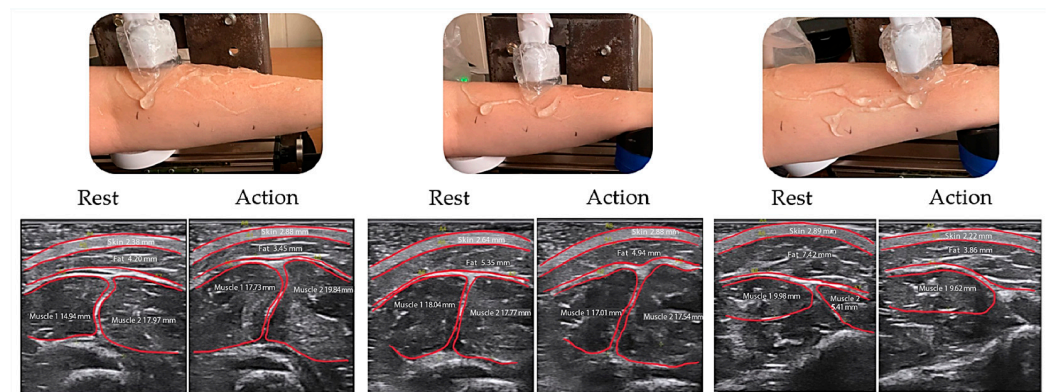 Rest
Action
Rest
Action
Rest
Action
Skin 2.38 mm
Fat 4.20 mm
Muscle 1 14.94 mm
Muscle 2 17.97 mm
Skin 2.88 mm
Fat 3.45 mm
Muscle 1 17.73 mm
Muscle 2 19.84 mm
Skin 2.64 mm
Fat 5.35 mm
Muscle 1 18.04 mm
Muscle 2 17.77 mm
Skin 2.88 mm
Fat 4.94 mm
Muscle 1 17.01 mm
Muscle 2 17.54 mm
Skin 2.89 mm
Fat 7.42 mm
Muscle 1 9.98 mm
Muscle 2
5.41 mm
Skin 2.22 mm
Fat 3.86 mm
Muscle 1 9.62 mm